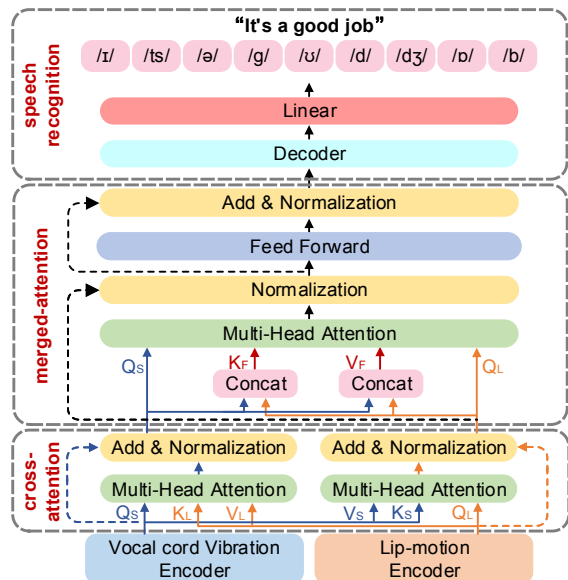 “It's a good job”
/ɪ/ /ts/ /ə/ /g/ /ʊ/ /d/ /dʒ/ /ɒ/ /b/
speech
recognition
Linear
Decoder
merged-attention
Add & Normalization
Feed Forward
Normalization
Multi-Head Attention
QS KF VF QL
Concat Concat
cross-
attention
Add & Normalization Add & Normalization
Multi-Head Attention Multi-Head Attention
QS KL VL VS KS QL
Vocal cord Vibration
Encoder
Lip-motion
Encoder